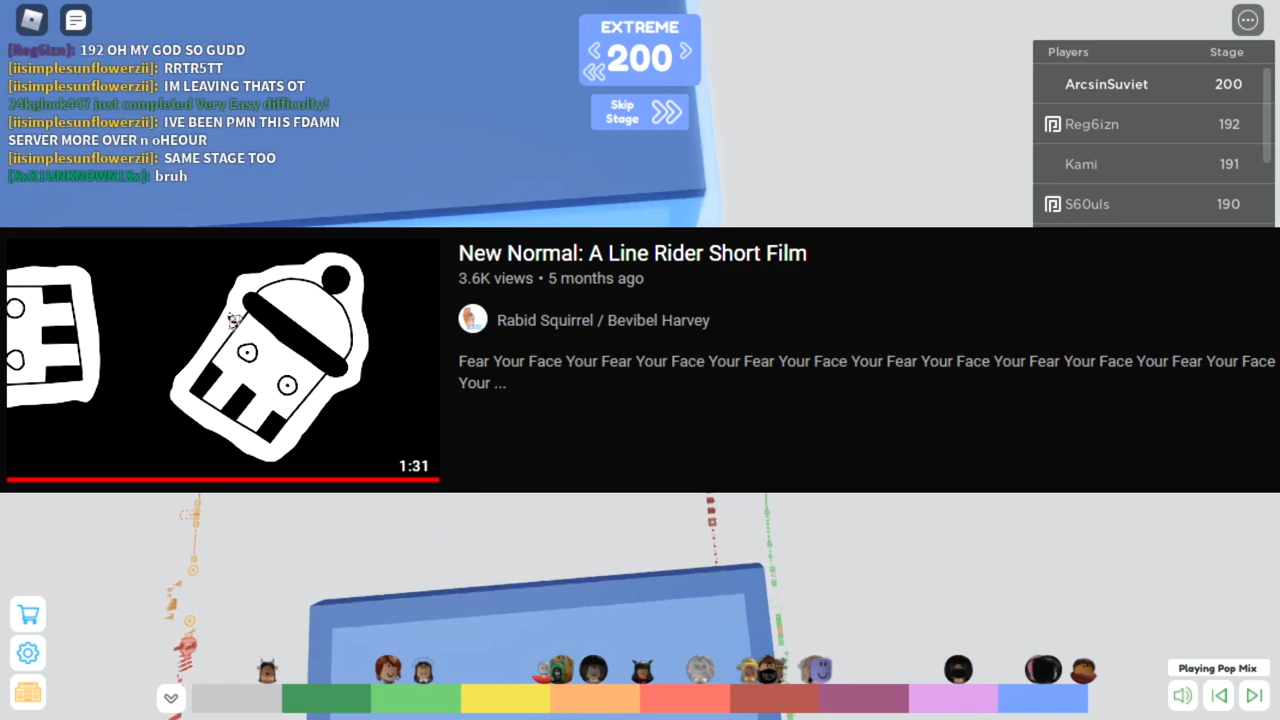 [Reg6izn]: 192 OH MY GOD SO GUDD
[iisimplesunflowerzii]: RRTR5TT
[iisimplesunflowerzii]: IM LEAVING THATS OT
24kglock447 just completed Very Easy difficulty!
[iisimplesunflowerzii]: IVE BEEN PMN THIS FDAMN
SERVER MORE OVER n oHEOUR
[iisimplesunflowerzii]: SAME STAGE TOO
bruh
EXTREME
200
Skip
Stage
Players Stage
ArcsinSuviet 200
Reg6izn 192
Kami 191
S60uls 190
New Normal: A Line Rider Short Film
3.6K views • 5 months ago
Rabid Squirrel / Bevibel Harvey
Fear Your Face Your Fear Your Face Your Fear Your Face Your Fear Your Face Your Fear Your Face Your Fear Your Face
Your ...
1:31
Playing Pop Mix